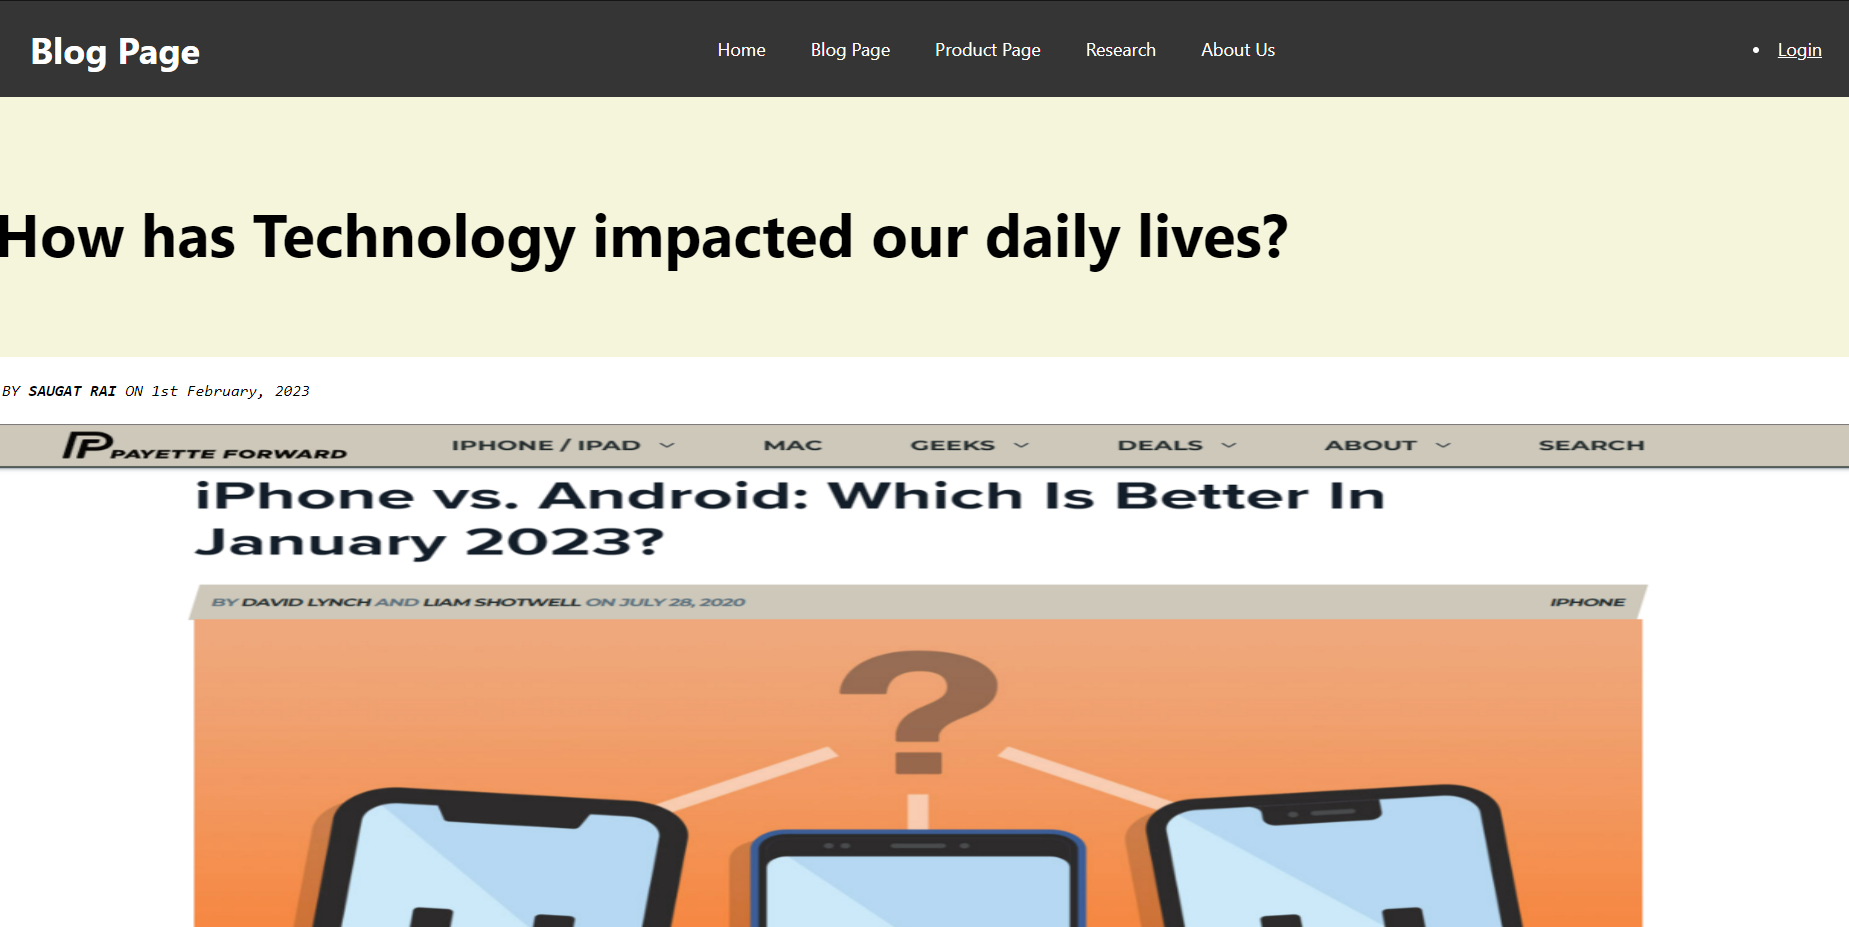 Blog Page
Home Blog Page Product Page Research About Us
• Login
How has Technology impacted our daily lives?
BY SAUGAT RAI ON 1st February, 2023
PAYETTE FORWARD IPHONE / IPAD MAC GEEKS DEALS ABOUT SEARCH
iPhone vs. Android: Which Is Better In
January 2023?
BY DAVID LYNCH AND LIAM SHOTWELL ON JULY 28, 2020 IPHONE
?